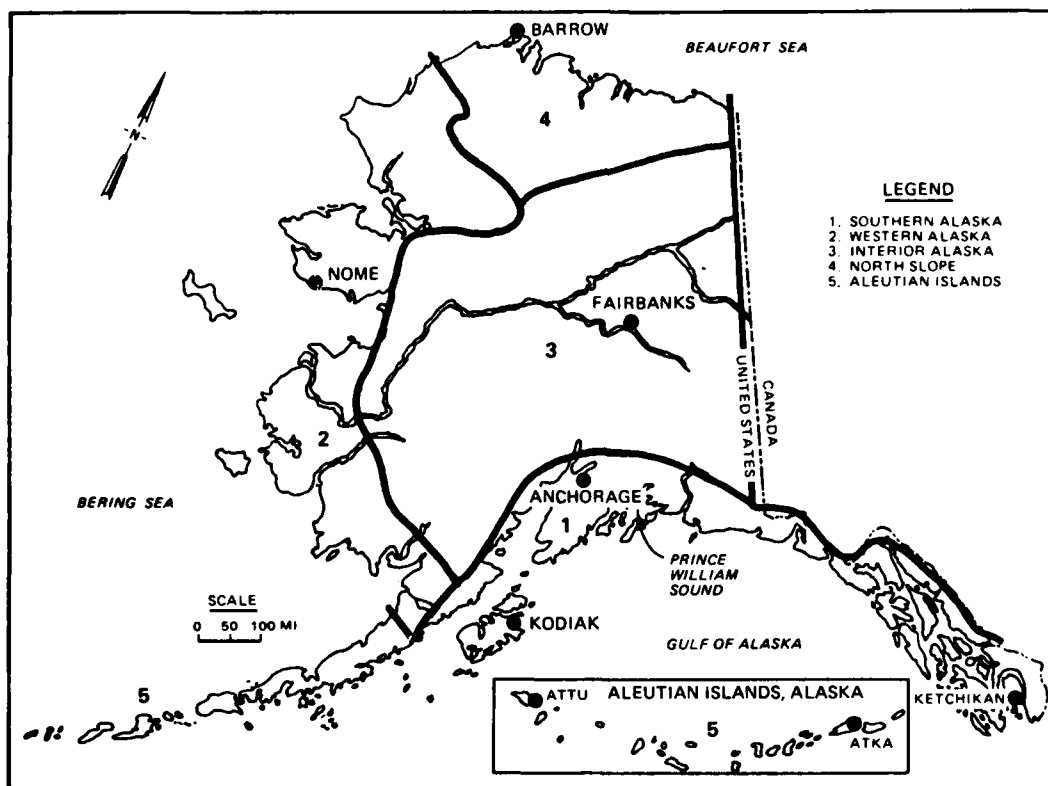 BARROW
BEAUFORT SEA
N
4
LEGEND
1. SOUTHERN ALASKA
2. WESTERN ALASKA
3. INTERIOR ALASKA
4. NORTH SLOPE
5. ALEUTIAN ISLANDS
NOME
FAIRBANKS
3
UNITED STATES
CANADA
2
BERING SEA
ANCHORAGE
1
PRINCE
WILLIAM
SOUND
SCALE
0 50 100 MI
KODIAK
GULF OF ALASKA
5
ATTU
ALEUTIAN ISLANDS, ALASKA
5
ATKA
KETCHIKAN